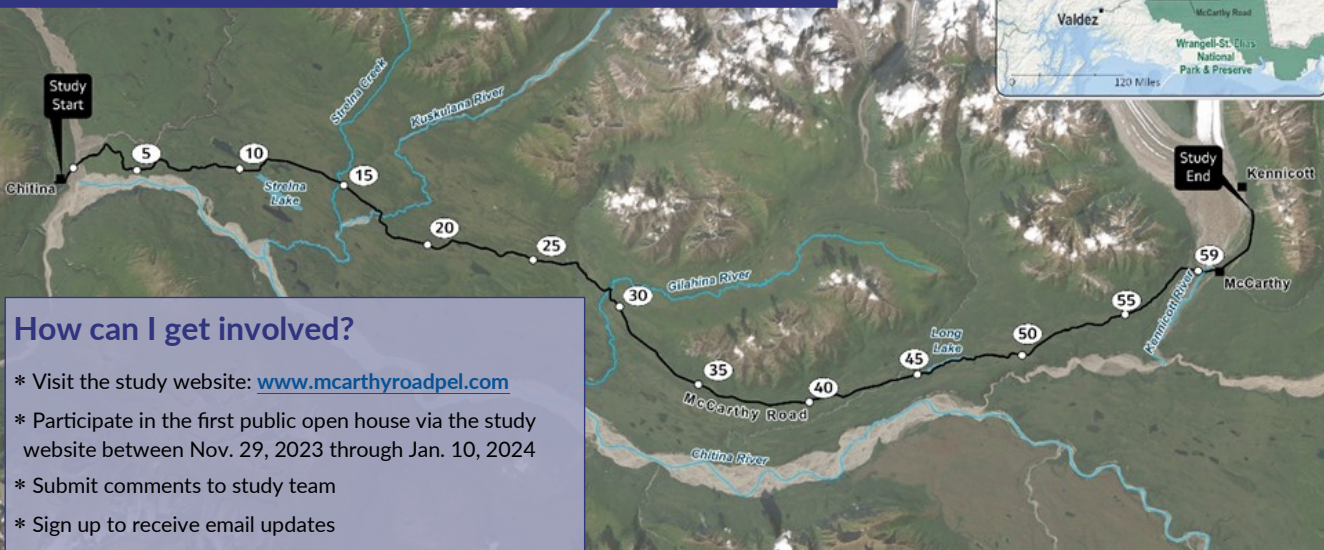 Valdez
McCarthy Road
Wrangell-St. Elias
National
Park & Preserve
0
120 Miles
Study
Start
Strelna Creek
Kuskulana River
Study
End
Kennicott
Chitina
5
10
15
Strelna
Lake
20
25
30
Gilahina River
59
McCarthy
Kennicott River
55
50
Long
Lake
45
40
35
McCarthy Road
Chitina River
How can I get involved?
* Visit the study website: www.mcarthyroadpel.com
* Participate in the first public open house via the study
website between Nov. 29, 2023 through Jan. 10, 2024
* Submit comments to study team
* Sign up to receive email updates